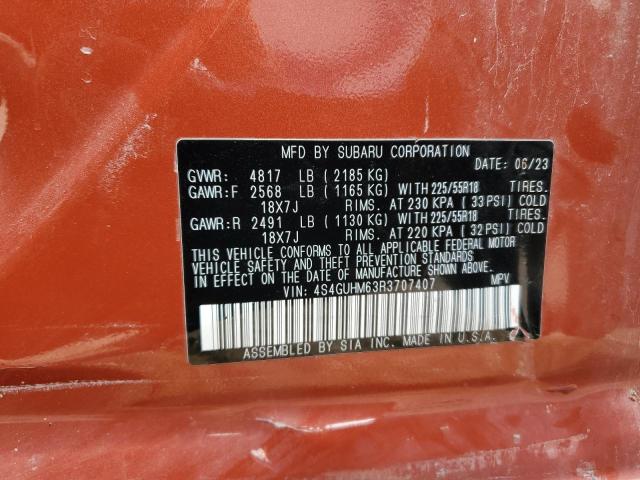 MFD BY SUBARU CORPORATION
DATE: 06/23
GVWR: 4817 LB (2185 KG)
GAWR:F 2568 LB (1165 KG) WITH 225/55R18 TIRES.
18X7J RIMS. AT 230 KPA (33 PSI) COLD
GAWR:R 2491 LB (1130 KG) WITH 225/55R18 TIRES.
18X7J RIMS. AT 220 KPA (32 PSI) COLD
THIS VEHICLE CONFORMS TO ALL APPLICABLE FEDERAL MOTOR
VEHICLE SAFETY AND THEFT PREVENTION STANDARDS
IN EFFECT ON THE DATE OF MANUFACTURE SHOWN ABOVE.
VIN: 4S4GUHM63R3707407 MPV
ASSEMBLED BY SIA INC. MADE IN U.S.A.